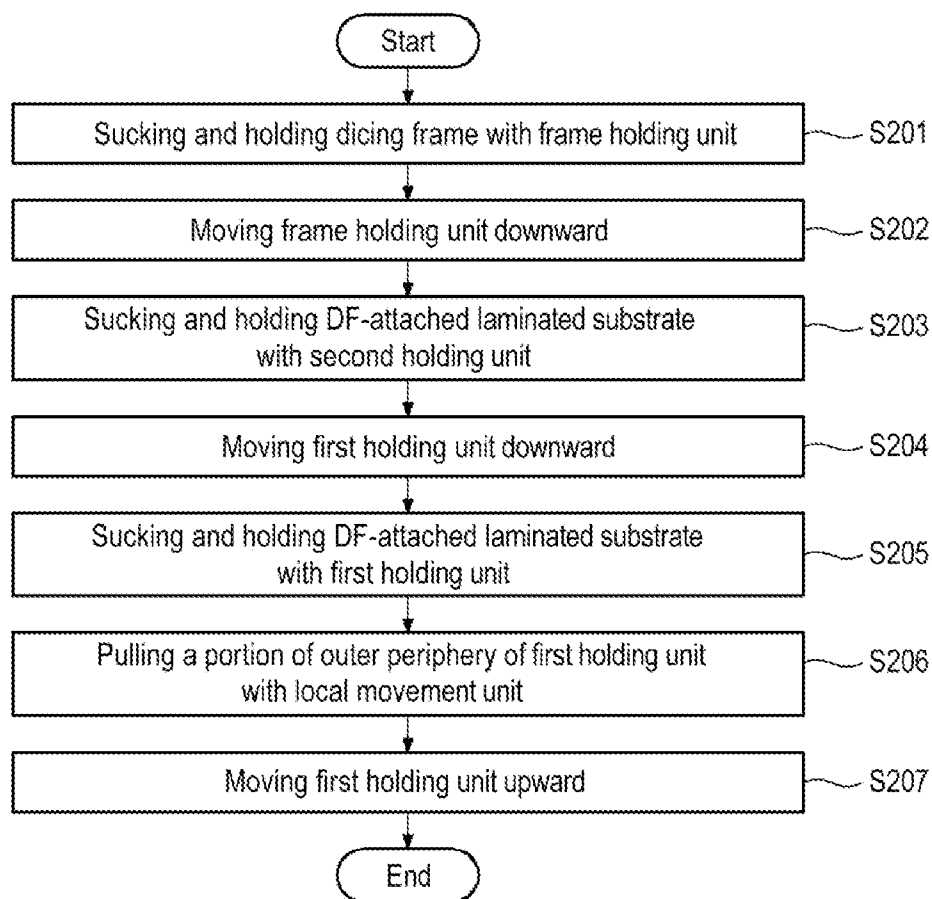 Start
Sucking and holding dicing frame with frame holding unit
S201
Moving frame holding unit downward
S202
Sucking and holding DF-attached laminated substrate
with second holding unit
S203
Moving first holding unit downward
S204
Sucking and holding DF-attached laminated substrate
with first holding unit
S205
Pulling a portion of outer periphery of first holding unit
with local movement unit
S206
Moving first holding unit upward
S207
End